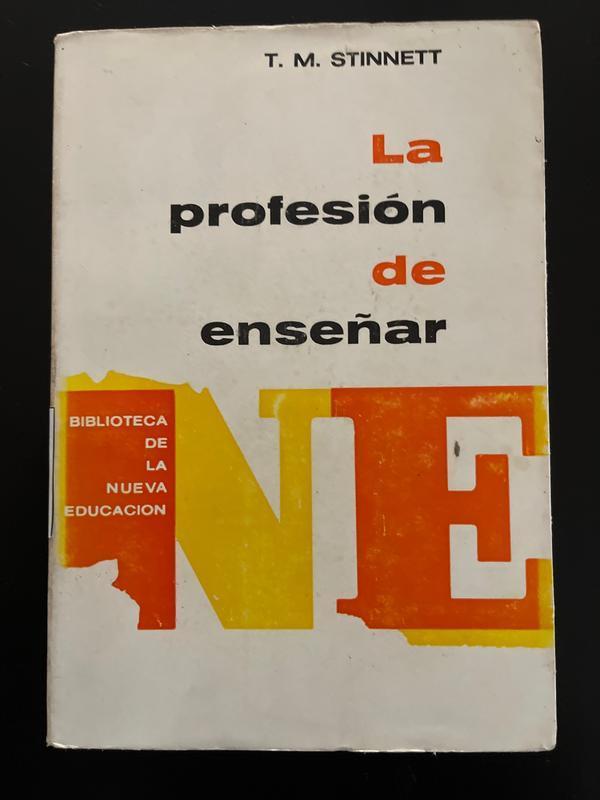 T. M. STINNETT
La
profesión
de
enseñar
BIBLIOTECA
DE
LA
NUEVA
EDUCACION
NE